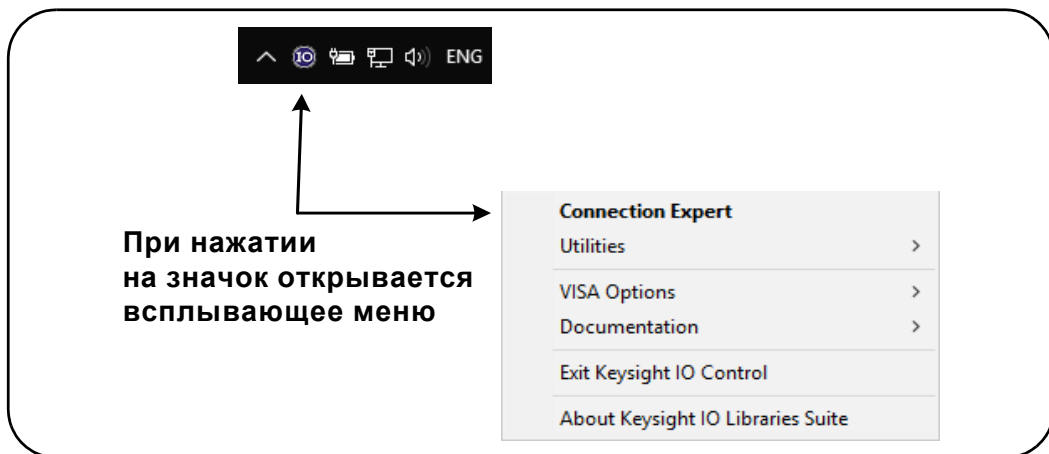 IO ENG
При нажатии
на значок открывается
всплывающее меню
Connection Expert
Utilities
VISA Options
Documentation
Exit Keysight IO Control
About Keysight IO Libraries Suite